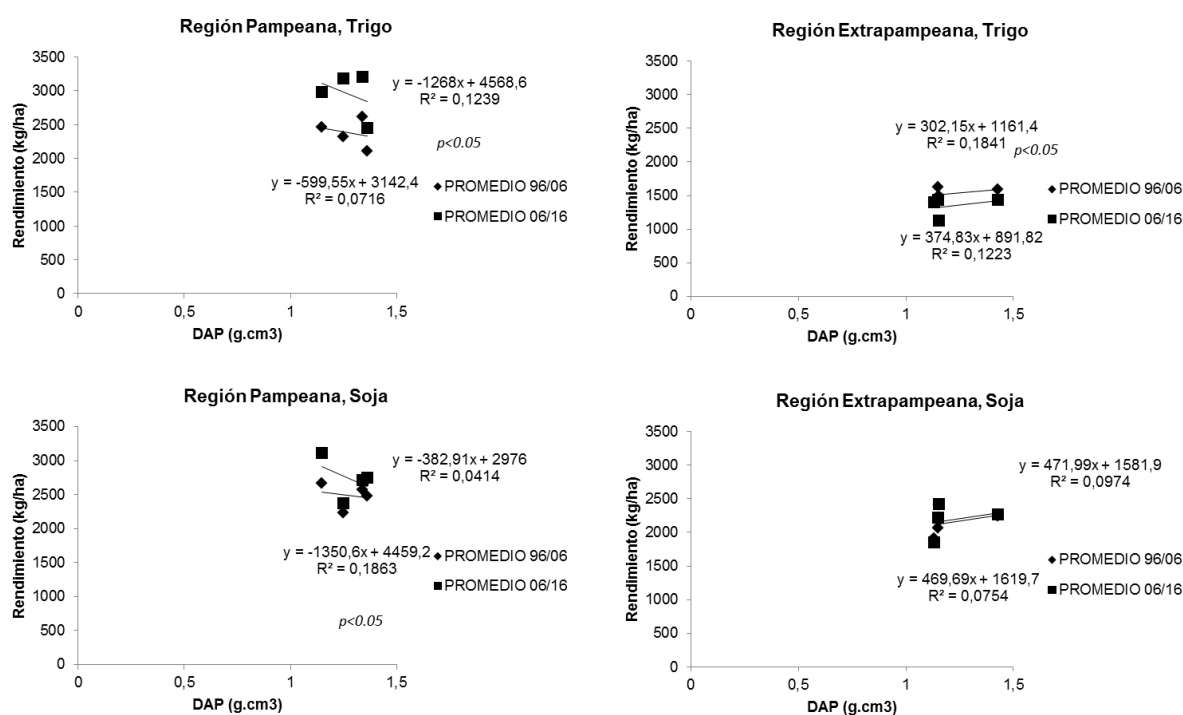 Región Pampeana, Trigo
Rendimiento (kg/ha)
3500
3000
2500
2000
1500
1000
500
0
0
0,5
1
1,5
DAP (g.cm3)
y = -1268x + 4568,6
R² = 0,1239
p<0.05
y = -599,55x + 3142,4
R² = 0,0716
PROMEDIO 96/06
PROMEDIO 06/16
Región Extrapampeana, Trigo
Rendimiento (kg/ha)
3500
3000
2500
2000
1500
1000
500
0
0
0,5
1
1,5
DAP (g.cm3)
y = 302,15x + 1161,4
R² = 0,1841
p<0.05
y = 374,83x + 891,82
R² = 0,1223
PROMEDIO 96/06
PROMEDIO 06/16
Región Pampeana, Soja
Rendimiento (kg/ha)
3500
3000
2500
2000
1500
1000
500
0
0
0,5
1
1,5
DAP (g.cm3)
y = -382,91x + 2976
R² = 0,0414
y = -1350,6x + 4459,2
R² = 0,1863
p<0.05
PROMEDIO 96/06
PROMEDIO 06/16
Región Extrapampeana, Soja
Rendimiento (kg/ha)
3500
3000
2500
2000
1500
1000
500
0
0
0,5
1
1,5
DAP (g.cm3)
y = 471,99x + 1581,9
R² = 0,0974
y = 469,69x + 1619,7
R² = 0,0754
PROMEDIO 96/06
PROMEDIO 06/16